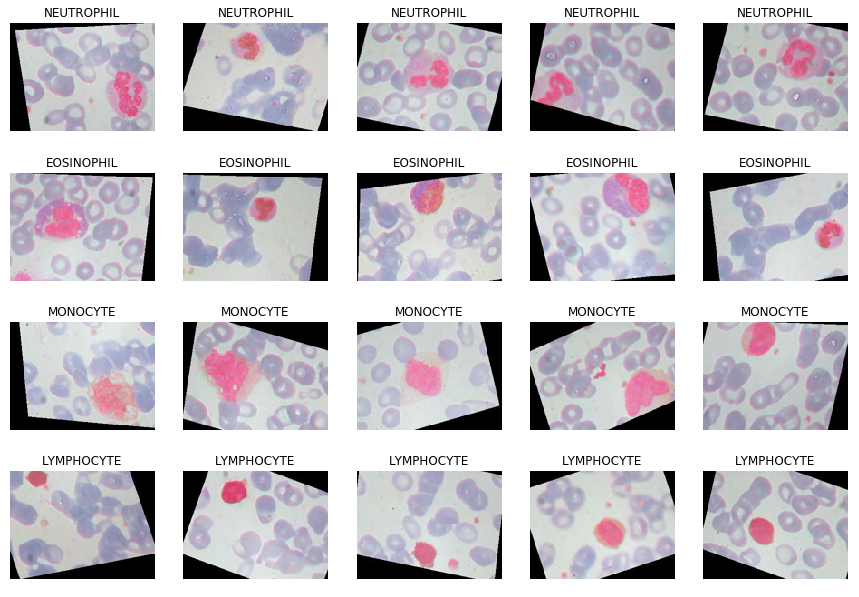 NEUTROPHIL NEUTROPHIL NEUTROPHIL NEUTROPHIL NEUTROPHIL
EOSINOPHIL EOSINOPHIL EOSINOPHIL EOSINOPHIL EOSINOPHIL
MONOCYTE MONOCYTE MONOCYTE MONOCYTE MONOCYTE
LYMPHOCYTE LYMPHOCYTE LYMPHOCYTE LYMPHOCYTE LYMPHOCYTE